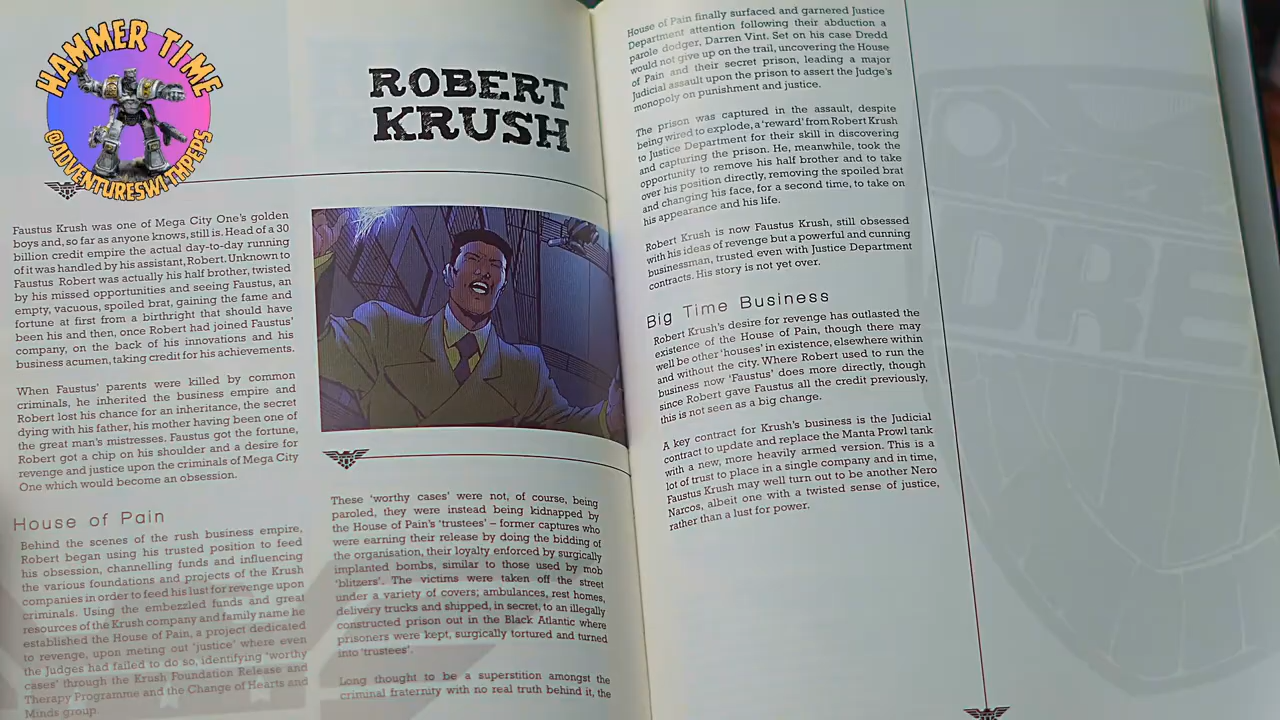 HAMMER TIME
@ADVENTURESWITHPEPS
ROBERT
KRUSH
Faustus Krush was one of Mega City One's golden
boys and, so far as anyone knows, still is. Head of a 30
billion credit empire the actual day-to-day running
of it was handled by his assistant, Robert. Unknown to
Faustus Robert was actually his half brother, twisted
by his missed opportunities and seeing Faustus, an
empty, vacuous, spoiled brat, gaining the fame and
fortune at first from a birthright that should have
been his and then, once Robert had joined Faustus'
company, on the back of his innovations and his
business acumen, taking credit for his achievements.
When Faustus' parents were killed by common
criminals, he inherited the business empire and
Robert lost his chance for an inheritance, the secret
dying with his father, his mother having been one of
the great man's mistresses. Faustus got the fortune,
Robert got a chip on his shoulder and a desire for
revenge and justice upon the criminals of Mega City
One which would become an obsession.
House of Pain
Behind the scenes of the rush business empire,
Robert began using his trusted position to feed
his obsession, channelling funds and influencing
the various foundations and projects of the Krush
companies in order to feed his lust for revenge upon
criminals. Using the embezzled funds and great
resources of the Krush company and family name he
established the House of Pain, a project dedicated
to revenge, upon meting out 'justice' where even
the Judges had failed to do so, identifying 'worthy
cases' through the Krush Foundation Release and
Therapy Programme and the Change of Hearts and
Minds group
These 'worthy cases' were not, of course, being
paroled, they were instead being kidnapped by
the House of Pain's 'trustees' – former captures who
were earning their release by doing the bidding of
the organisation, their loyalty enforced by surgically
implanted bombs, similar to those used by mob
'blitzers'. The victims were taken off the street
under a variety of covers; ambulances, rest homes,
delivery trucks and shipped, in secret, to an illegally
constructed prison out in the Black Atlantic where
prisoners were kept, surgically tortured and turned
into 'trustees'.
Long thought to be a superstition amongst the
criminal fraternity with no real truth behind it, the
House of Pain finally surfaced and garnered Justice
Department attention following their abduction a
parole dodger, Darren Vint. Set on his case Dredd
would not give up on the trail, uncovering the House
of Pain and their secret prison, leading a major
Judicial assault upon the prison to assert the Judge's
monopoly on punishment and justice.
The prison was captured in the assault, despite
being wired to explode, a 'reward' from Robert Krush
to Justice Department for their skill in discovering
and capturing the prison. He, meanwhile, took the
opportunity to remove his half brother and to take
over his position directly, removing the spoiled brat
and changing his face, for a second time, to take on
his appearance and his life.
Robert Krush is now Faustus Krush, still obsessed
with his ideas of revenge but a powerful and cunning
businessman, trusted even with Justice Department
contracts. His story is not yet over.
Big Time Business
Robert Krush's desire for revenge has outlasted the
existence of the House of Pain, though there may
well be other 'houses' in existence, elsewhere within
and without the city. Where Robert used to run the
business now 'Faustus' does more directly, though
since Robert gave Faustus all the credit previously,
this is not seen as a big change.
A key contract for Krush's business is the Judicial
contract to update and replace the Manta Prowl tank
with a new, more heavily armed version. This is a
lot of trust to place in a single company and in time,
Faustus Krush may well turn out to be another Nero
Narcos, albeit one with a twisted sense of justice,
rather than a lust for power.
DRE